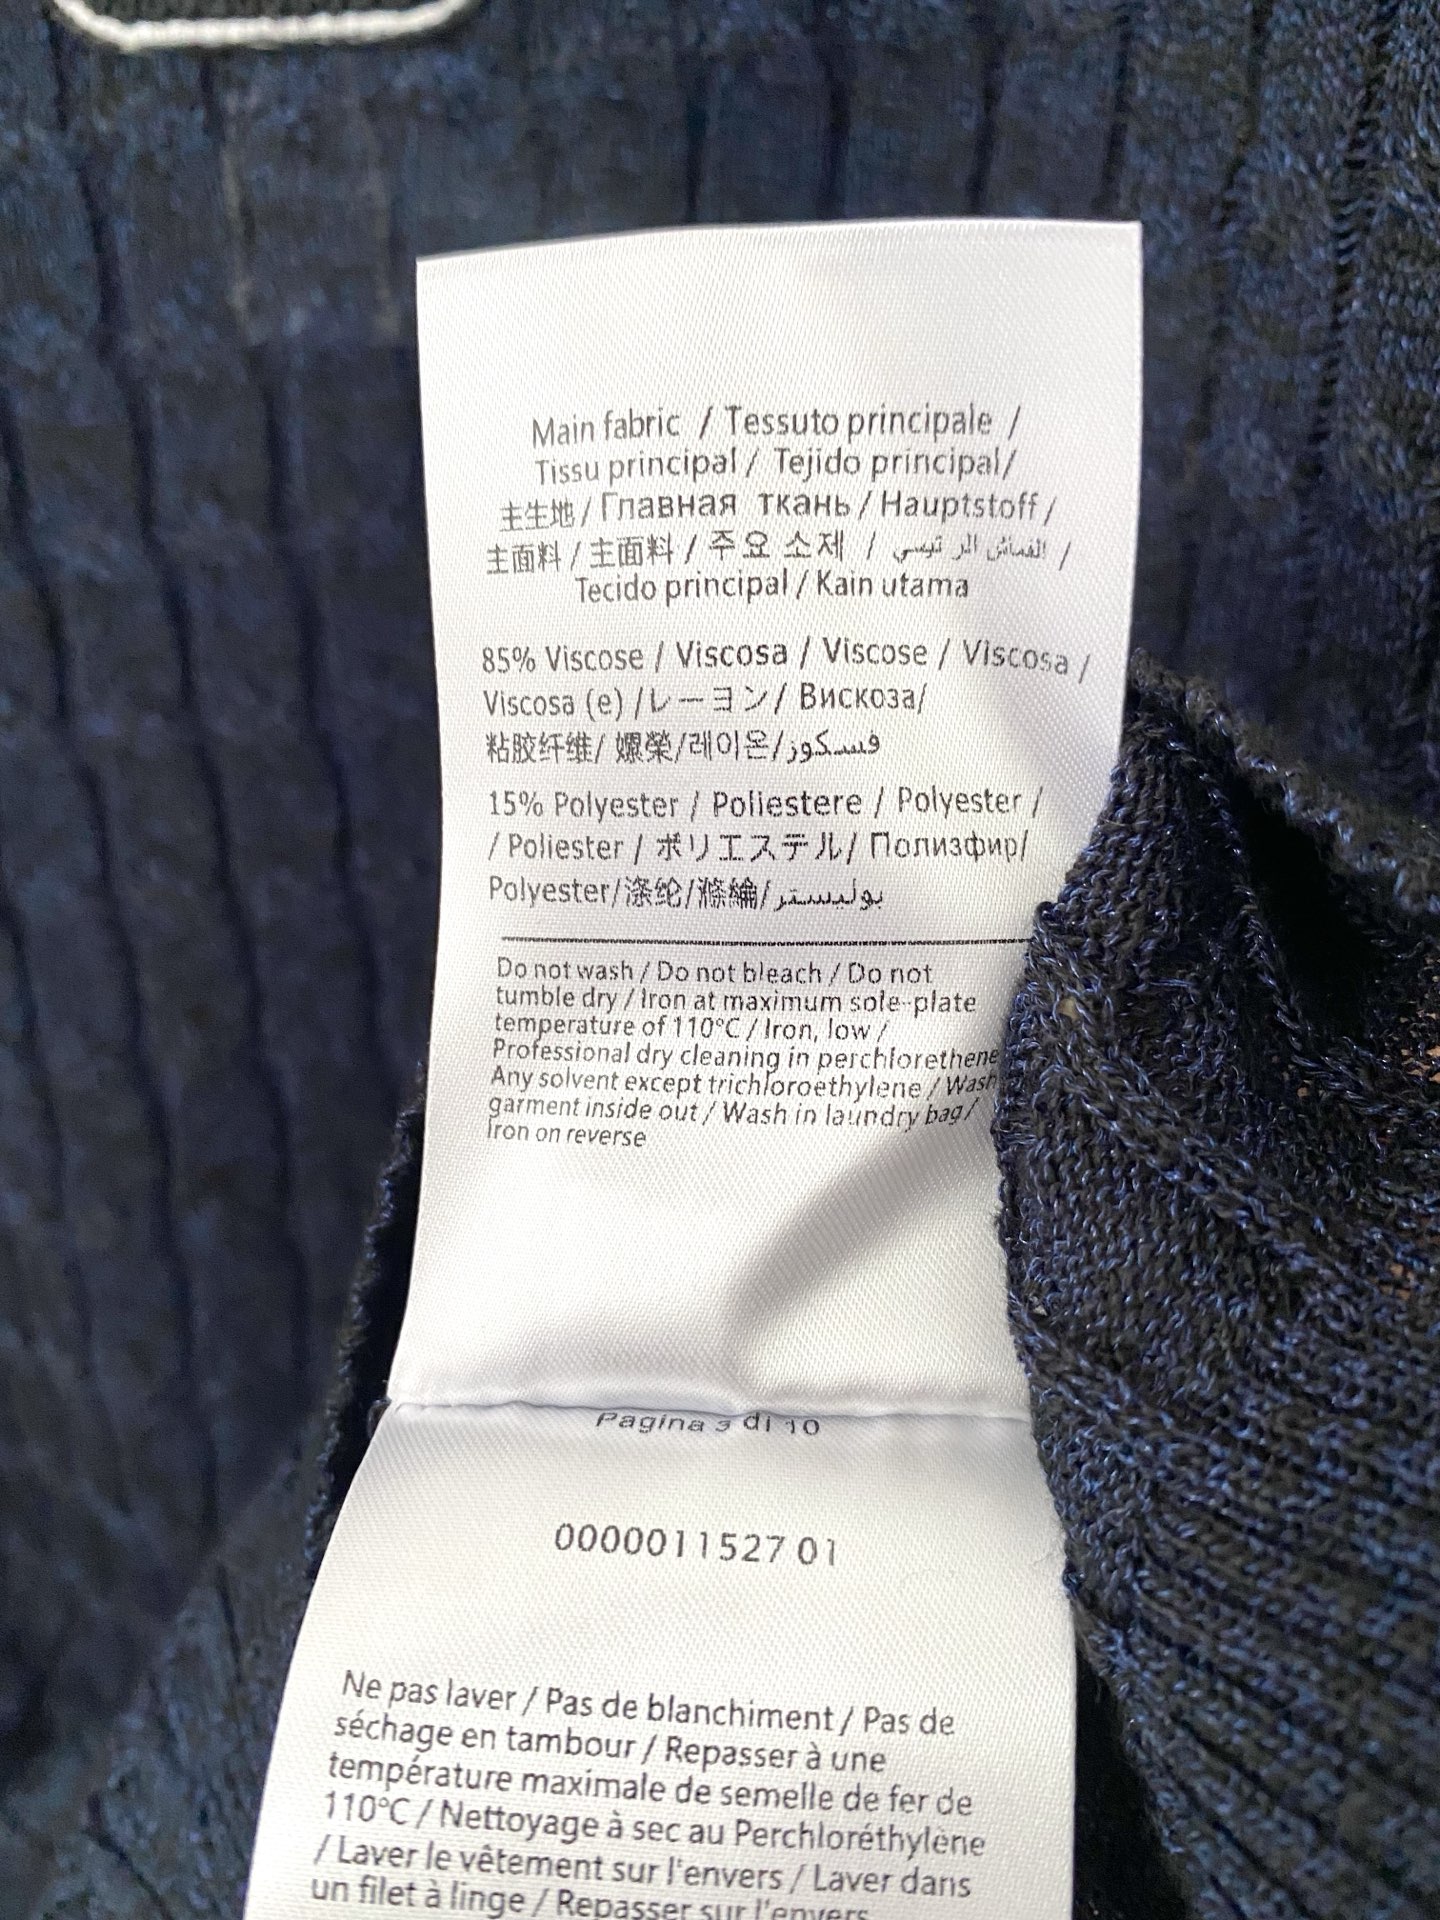 Main fabric / Tessuto principale /
Tissu principal / Tejido principal/
主生地 / Главная ткань / Hauptstoff /
主面料 / 主面料 / 주요 소제 / القماش الر تيسي /
Tecido principal / Kain utama
85% Viscose / Viscosa / Viscose / Viscosa /
Viscosa (e) /レーヨン/ Вискоза/
粘胶纤维/ 嫘縈/레이온/فسكوز
15% Polyester / Poliestere / Polyester /
/ Poliester / ポリエステル/ Полиэфир/
Polyester/涤纶/滌綸/بوليستر
Do not wash / Do not bleach / Do not
tumble dry / Iron at maximum sole-plate
temperature of 110°C / Iron, low /
Professional dry cleaning in perchlorethene
Any solvent except trichloroethylene / Wash
garment inside out / Wash in laundry bag/
Iron on reverse
Pagina 3 di 10
0000011527 01
Ne pas laver / Pas de blanchiment / Pas de
séchage en tambour / Repasser à une
température maximale de semelle de fer de
110°C / Nettoyage à sec au Perchloréthylène
/ Laver le vêtement sur l'envers / Laver dans
un filet à linge / Repasser sur l'envers